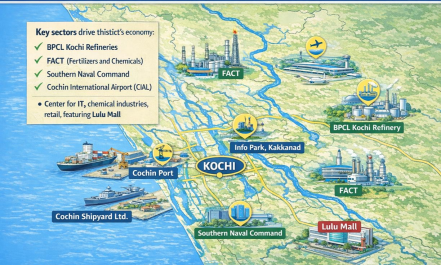 Key sectors drive thistict's economy:
✓ BPCL Kochi Refineries
✓ FACT (Fertilizers and Chemicals)
✓ Southern Naval Command
✓ Cochin International Airport (CIAL)
• Center for IT, chemical industries,
retail, featuring Lulu Mall
FACT
BPCL Kochi Refinery
Info Park, Kakkanad
KOCHI
Cochin Port
FACT
Cochin Shipyard Ltd.
Southern Naval Command
Lulu Mall